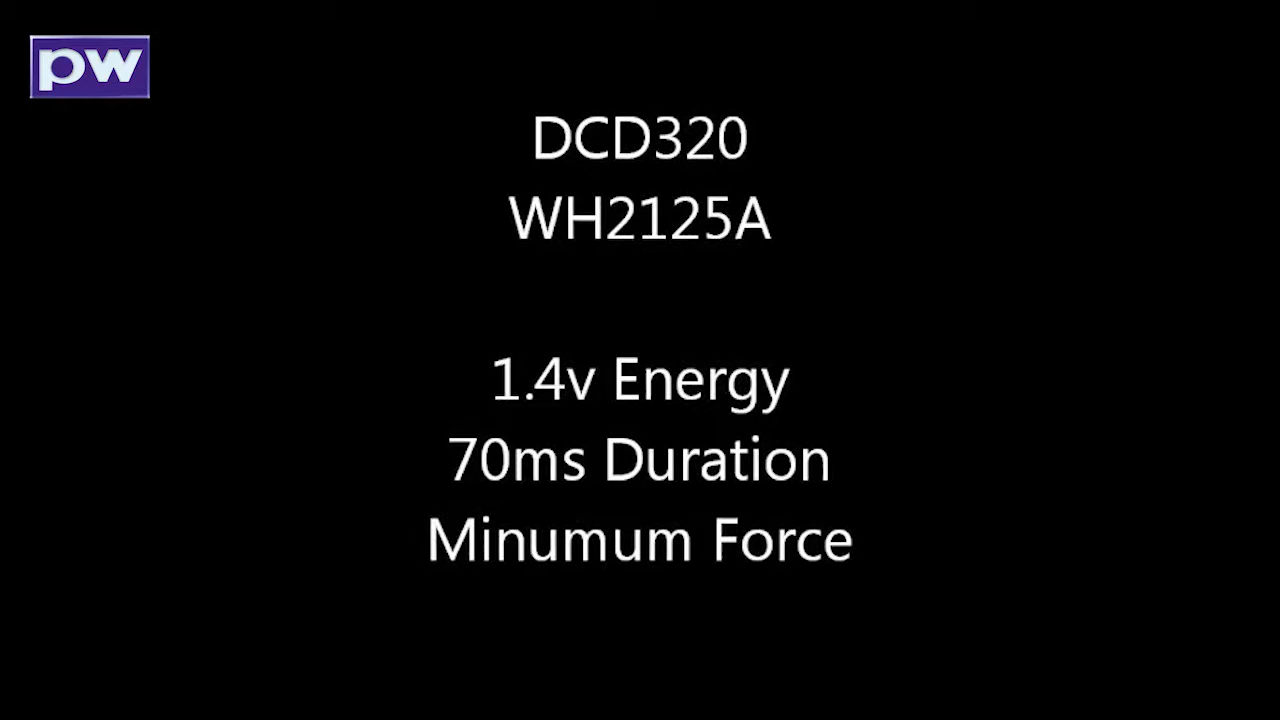 pw
DCD320
WH2125A
1.4v Energy
70ms Duration
Minumum Force